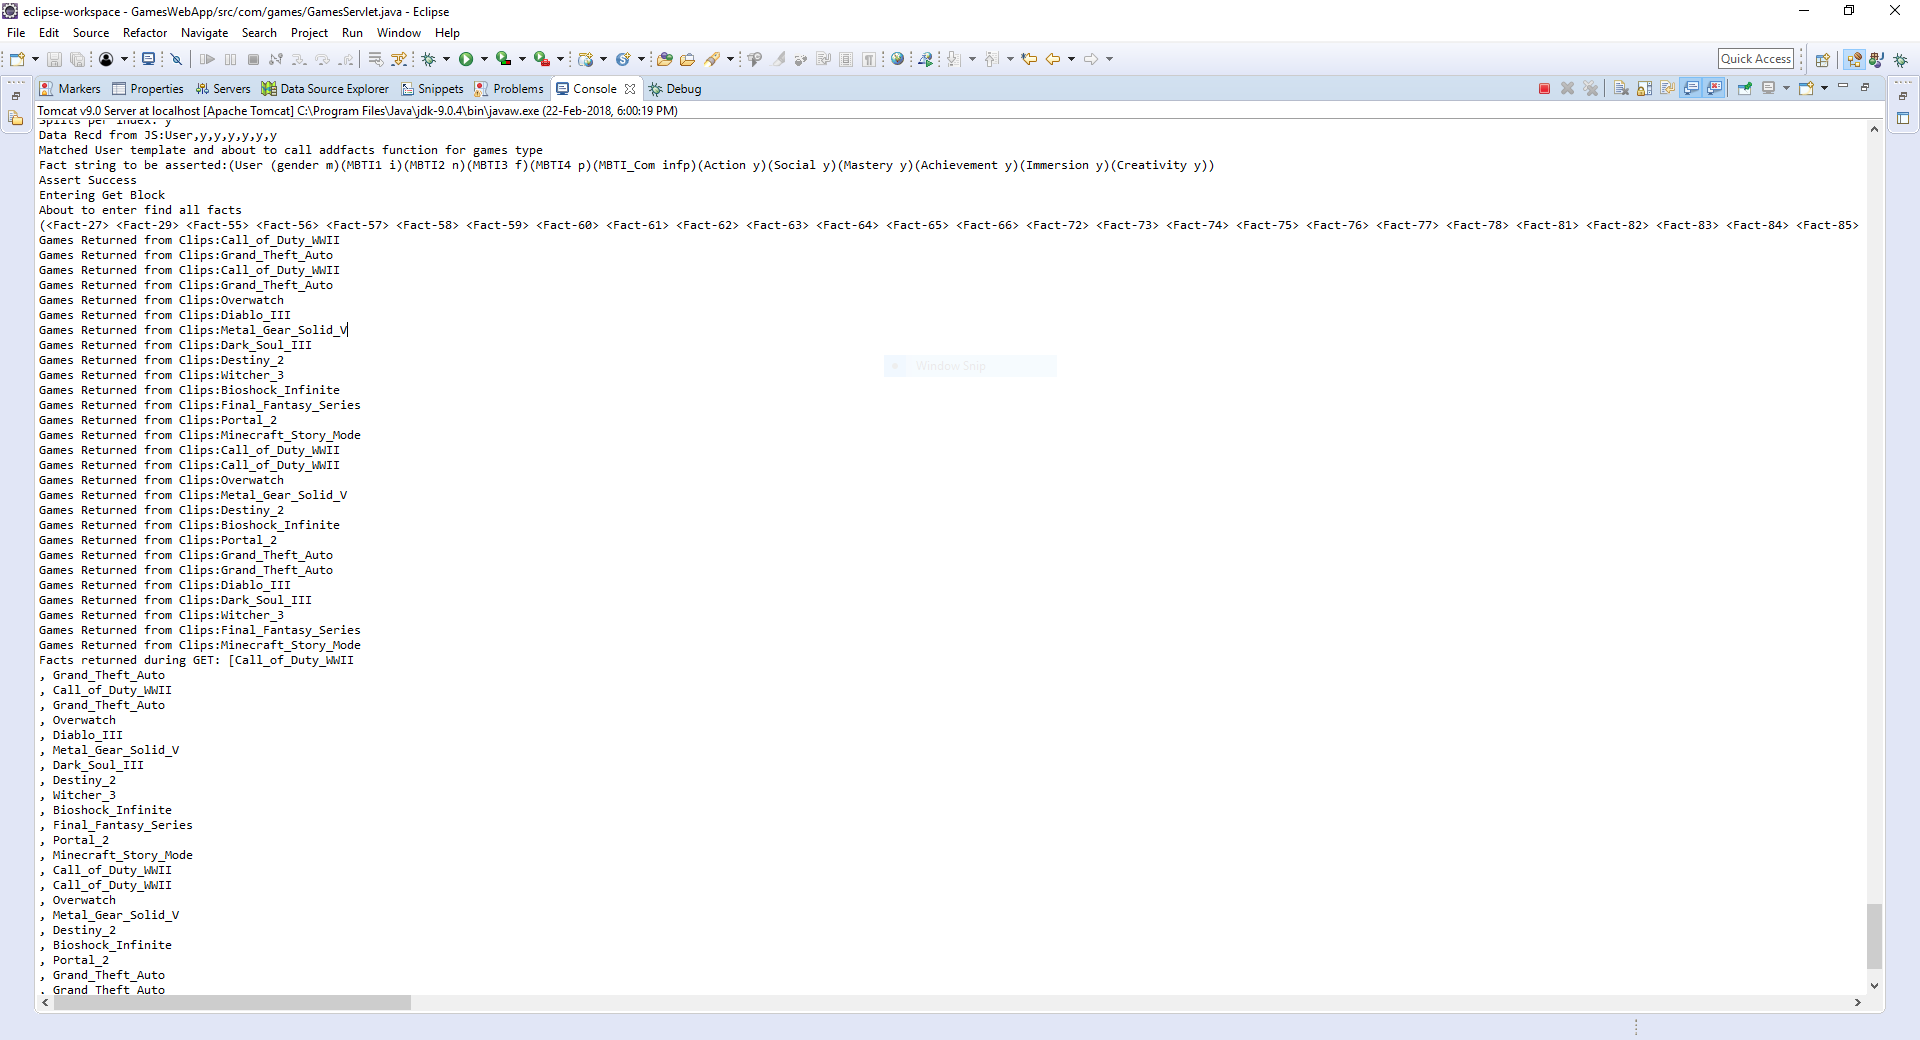 eclipse-workspace - GamesWebApp/src/com/games/GamesServlet.java - Eclipse
File Edit Source Refactor Navigate Search Project Run Window Help
Quick Access
Markers Properties Servers Data Source Explorer Snippets Problems Console Debug
Tomcat v9.0 Server at localhost [Apache Tomcat] C:\Program Files\Java\jdk-9.0.4\bin\javaw.exe (22-Feb-2018, 6:00:19 PM)
Splits per index: y
Data Recd from JS:User,y,y,y,y,y,y
Matched User template and about to call addfacts function for games type
Fact string to be asserted:(User (gender m)(MBTI1 i)(MBTI2 n)(MBTI3 f)(MBTI4 p)(MBTI_Com infp)(Action y)(Social y)(Mastery y)(Achievement y)(Immersion y)(Creativity y))
Assert Success
Entering Get Block
About to enter find all facts
(<Fact-27> <Fact-29> <Fact-55> <Fact-56> <Fact-57> <Fact-58> <Fact-59> <Fact-60> <Fact-61> <Fact-62> <Fact-63> <Fact-64> <Fact-65> <Fact-66> <Fact-72> <Fact-73> <Fact-74> <Fact-75> <Fact-76> <Fact-77> <Fact-78> <Fact-81> <Fact-82> <Fact-83> <Fact-84> <Fact-85>
Games Returned from Clips:Call_of_Duty_WWII
Games Returned from Clips:Grand_Theft_Auto
Games Returned from Clips:Call_of_Duty_WWII
Games Returned from Clips:Grand_Theft_Auto
Games Returned from Clips:Overwatch
Games Returned from Clips:Diablo_III
Games Returned from Clips:Metal_Gear_Solid_V
Games Returned from Clips:Dark_Soul_III
Games Returned from Clips:Destiny_2
Window Snip
Games Returned from Clips:Witcher_3
Games Returned from Clips:Bioshock_Infinite
Games Returned from Clips:Final_Fantasy_Series
Games Returned from Clips:Portal_2
Games Returned from Clips:Minecraft_Story_Mode
Games Returned from Clips:Call_of_Duty_WWII
Games Returned from Clips:Call_of_Duty_WWII
Games Returned from Clips:Overwatch
Games Returned from Clips:Metal_Gear_Solid_V
Games Returned from Clips:Destiny_2
Games Returned from Clips:Bioshock_Infinite
Games Returned from Clips:Portal_2
Games Returned from Clips:Grand_Theft_Auto
Games Returned from Clips:Grand_Theft_Auto
Games Returned from Clips:Diablo_III
Games Returned from Clips:Dark_Soul_III
Games Returned from Clips:Witcher_3
Games Returned from Clips:Final_Fantasy_Series
Games Returned from Clips:Minecraft_Story_Mode
Facts returned during GET: [Call_of_Duty_WWII
, Grand_Theft_Auto
, Call_of_Duty_WWII
, Grand_Theft_Auto
, Overwatch
, Diablo_III
, Metal_Gear_Solid_V
, Dark_Soul_III
, Destiny_2
, Witcher_3
, Bioshock_Infinite
, Final_Fantasy_Series
, Portal_2
, Minecraft_Story_Mode
, Call_of_Duty_WWII
, Call_of_Duty_WWII
, Overwatch
, Metal_Gear_Solid_V
, Destiny_2
, Bioshock_Infinite
, Portal_2
, Grand_Theft_Auto
, Grand_Theft_Auto